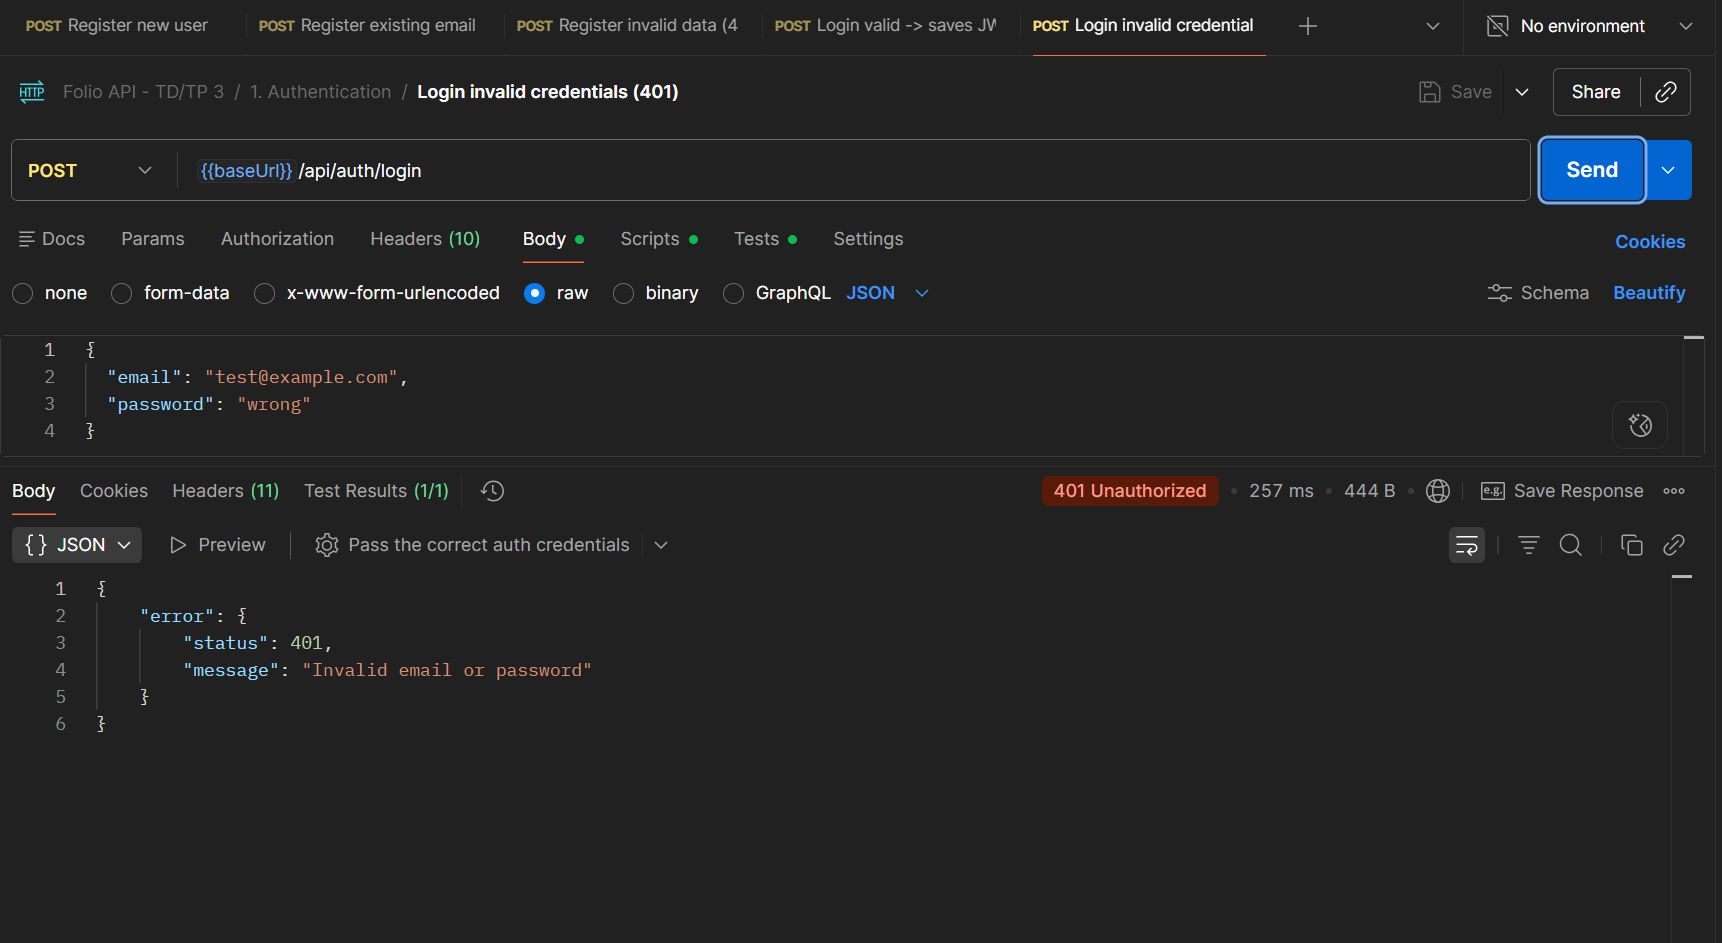 POST Register new user POST Register existing email POST Register invalid data (4 POST Login valid -> saves JW POST Login invalid credential No environment
HTTP Folio API - TD/TP 3 / 1. Authentication / Login invalid credentials (401) Save Share
POST {{baseUrl}} /api/auth/login Send
Docs Params Authorization Headers (10) Body Scripts Tests Settings Cookies
none form-data x-www-form-urlencoded raw binary GraphQL JSON Schema Beautify
1 {
2 "email": "test@example.com",
3 "password": "wrong"
4 }
Body Cookies Headers (11) Test Results (1/1) 401 Unauthorized 257 ms 444 B e.g. Save Response
{} JSON Preview Pass the correct auth credentials
1 {
2 "error": {
3 "status": 401,
4 "message": "Invalid email or password"
5 }
6 }